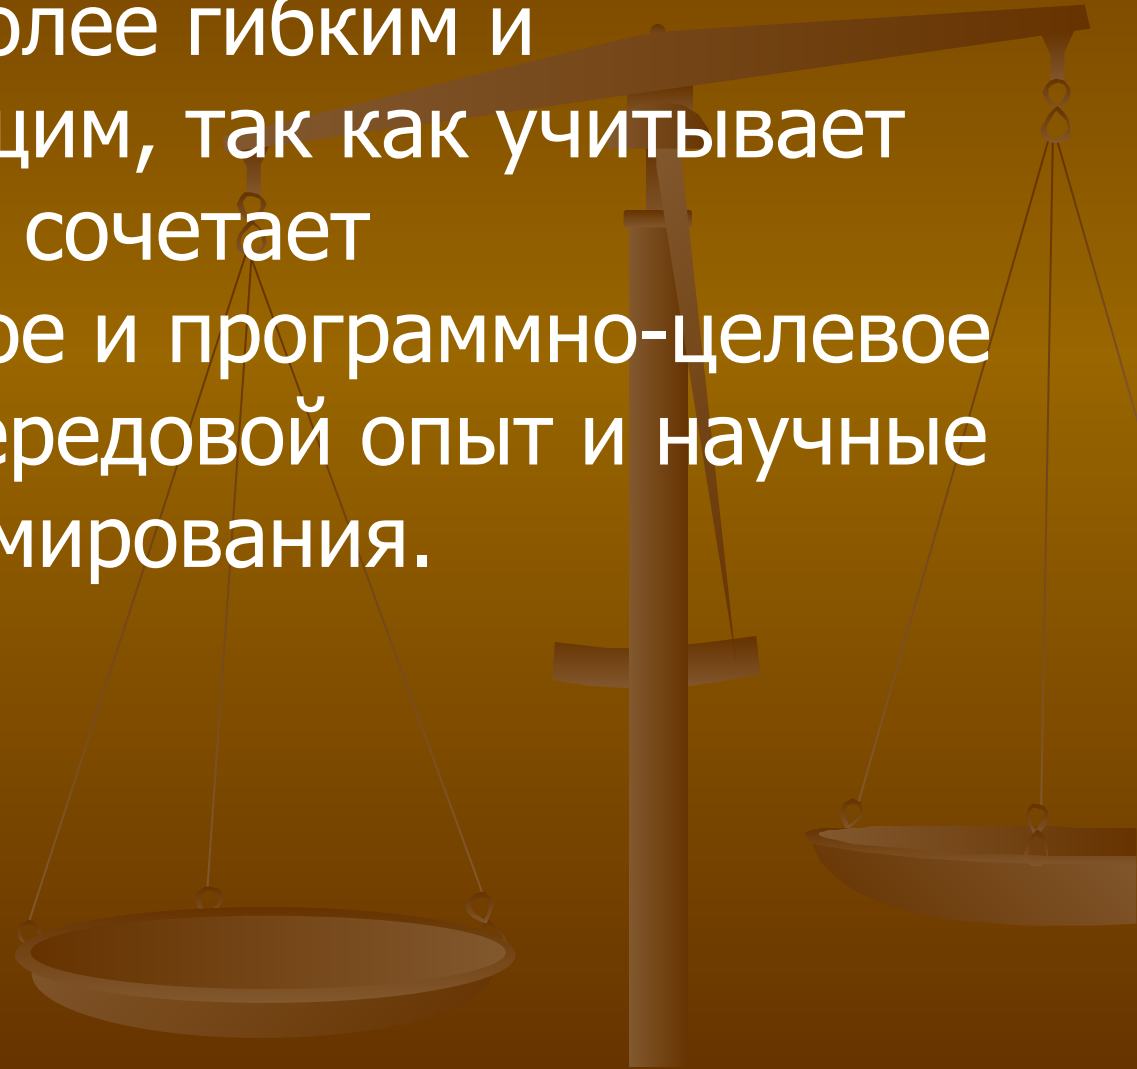 олее гибким и
щим, так как учитывает
сочетает
ое и программно-целевое
ередовой опыт и научные
мирования.